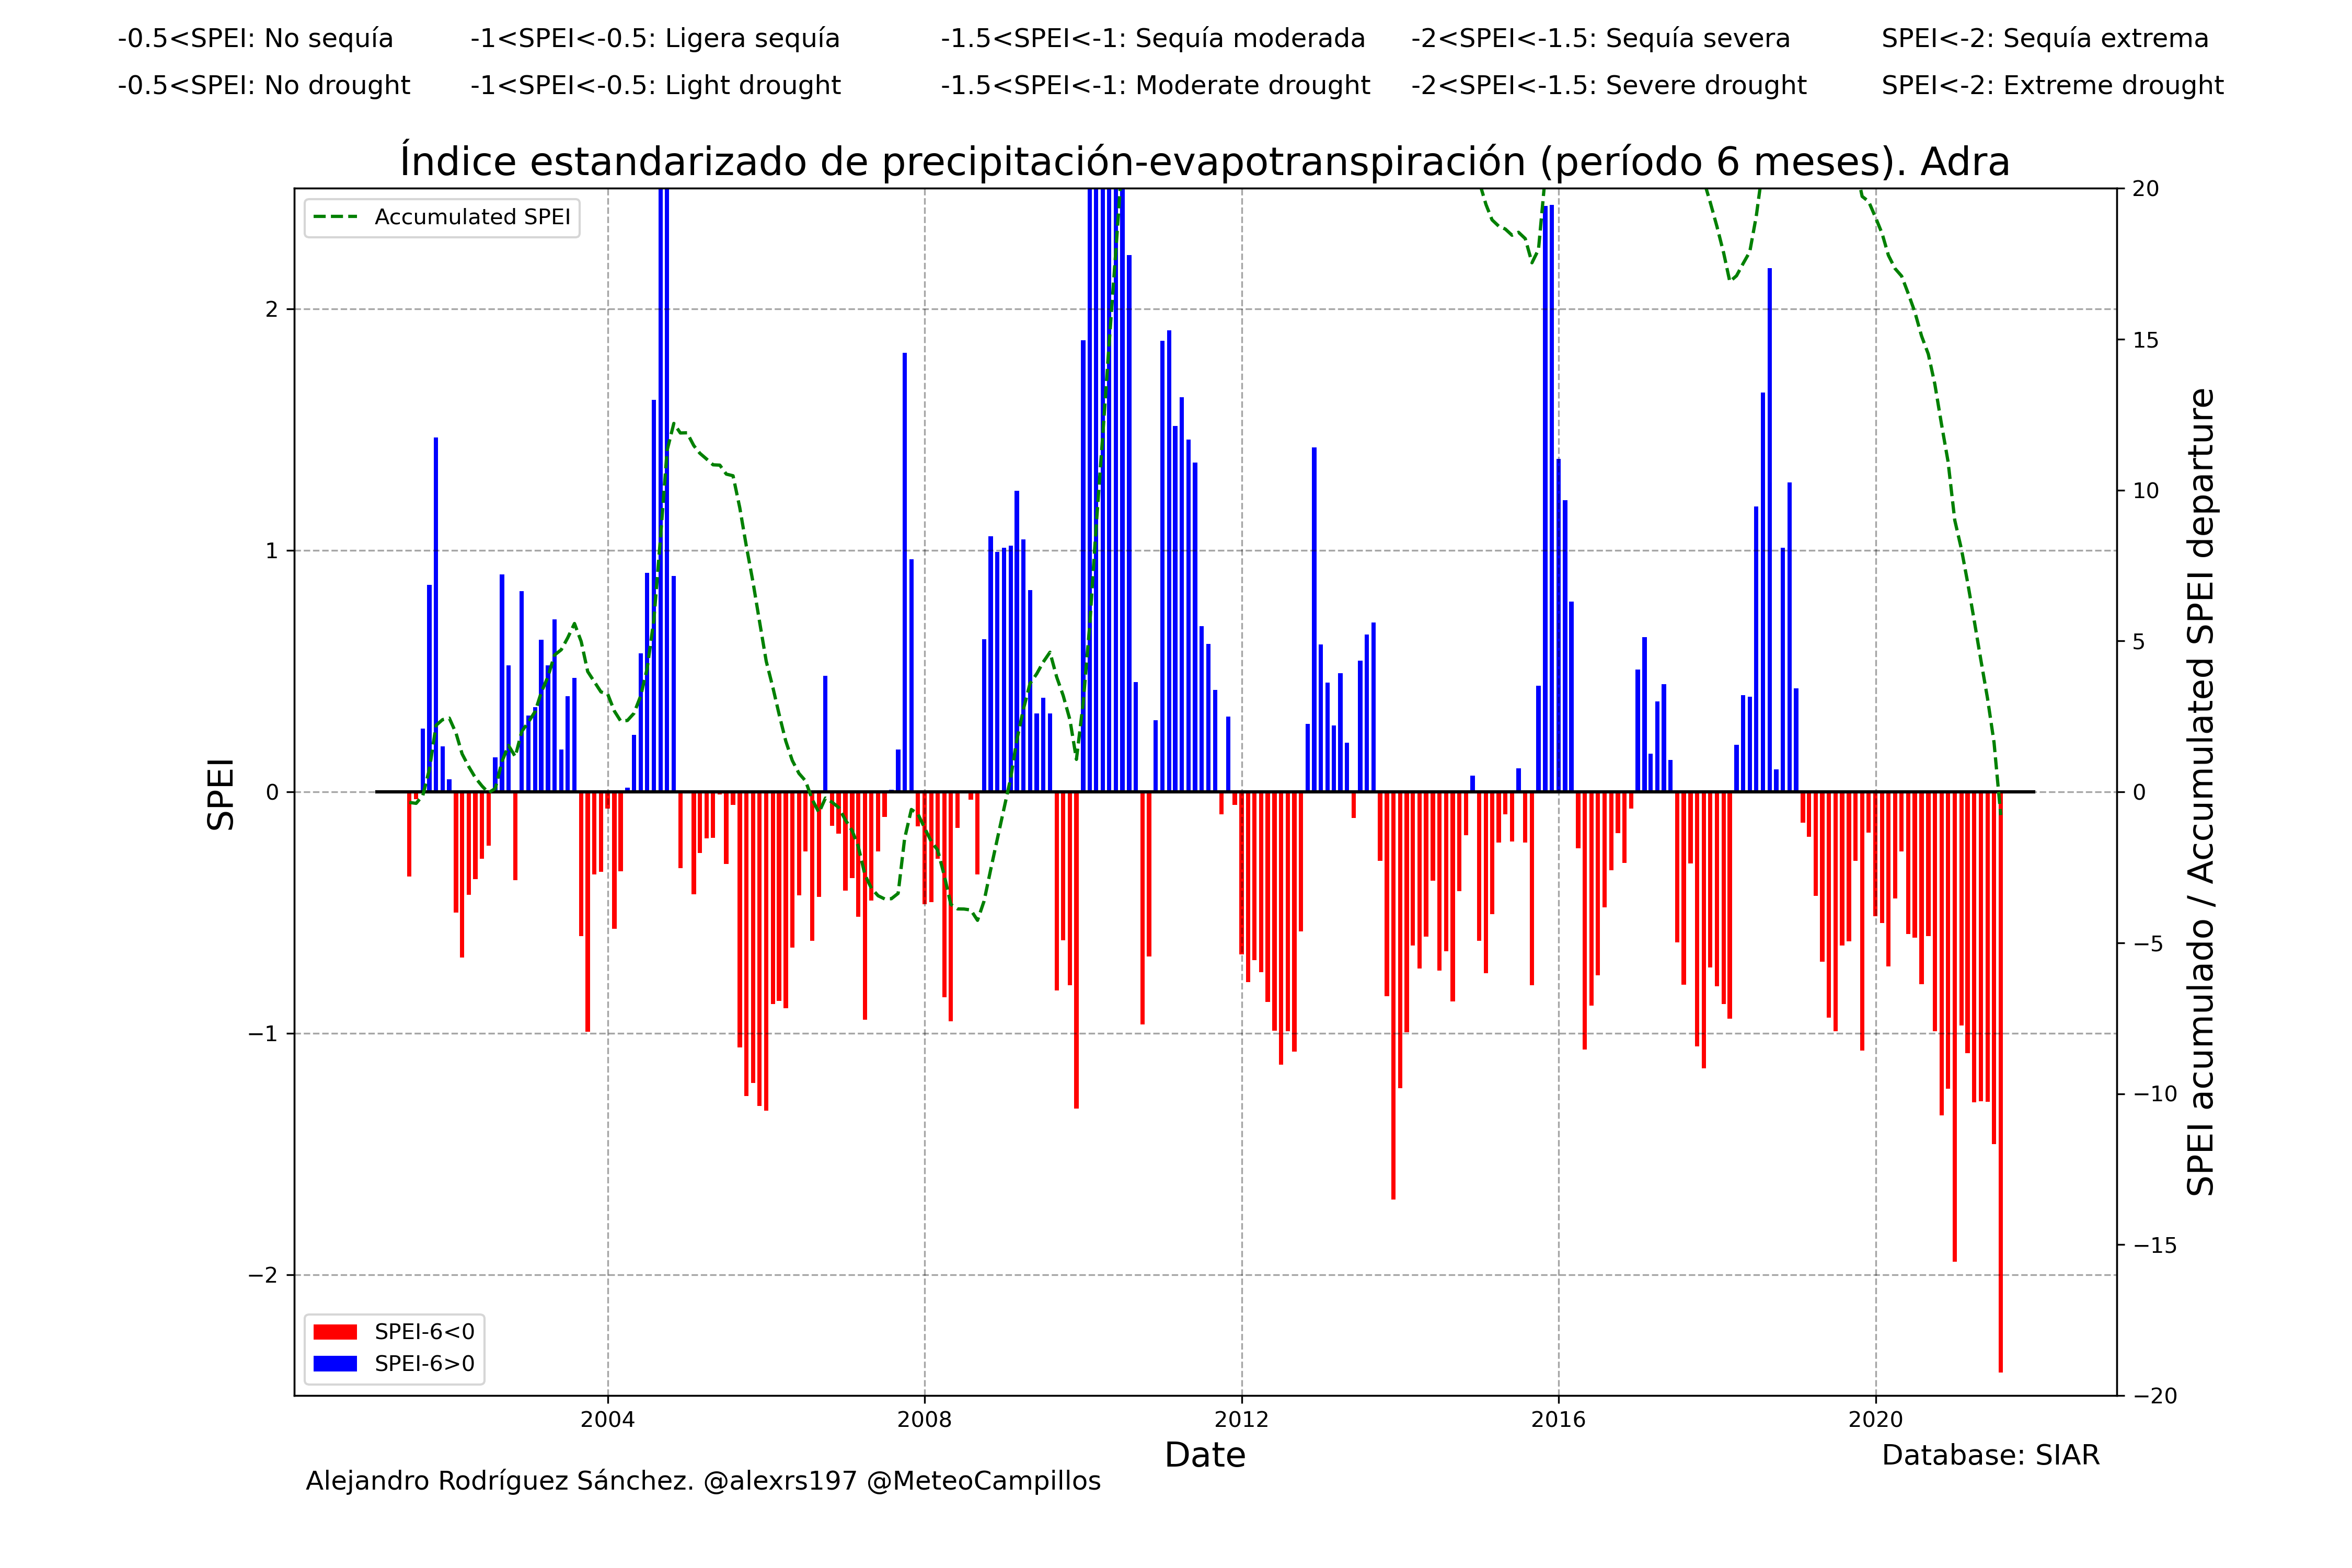 -0.5<SPEI: No sequía -1<SPEI<-0.5: Ligera sequía -1.5<SPEI<-1: Sequía moderada -2<SPEI<-1.5: Sequía severa SPEI<-2: Sequía extrema
-0.5<SPEI: No drought -1<SPEI<-0.5: Light drought -1.5<SPEI<-1: Moderate drought -2<SPEI<-1.5: Severe drought SPEI<-2: Extreme drought
Índice estandarizado de precipitación-evapotranspiración (período 6 meses). Adra
Accumulated SPEI
SPEI
2
1
0
−1
−2
20
15
10
5
0
−5
−10
−15
−20
SPEI acumulado / Accumulated SPEI departure
SPEI-6<0
SPEI-6>0
2004 2008 2012 2016 2020
Date
Database: SIAR
Alejandro Rodríguez Sánchez. @alexrs197 @MeteoCampillos